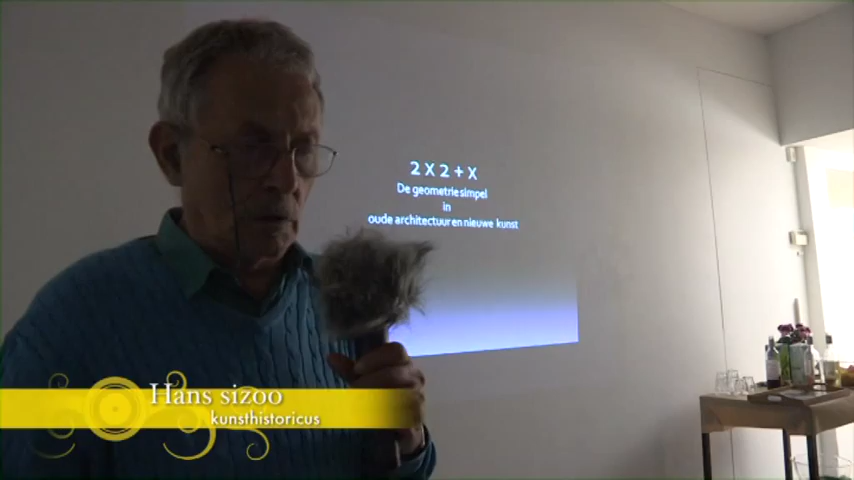 2 X 2 + X
De geometrie simpel
in
oude architectuur en nieuwe kunst
Hans sizoo
kunsthistoricus